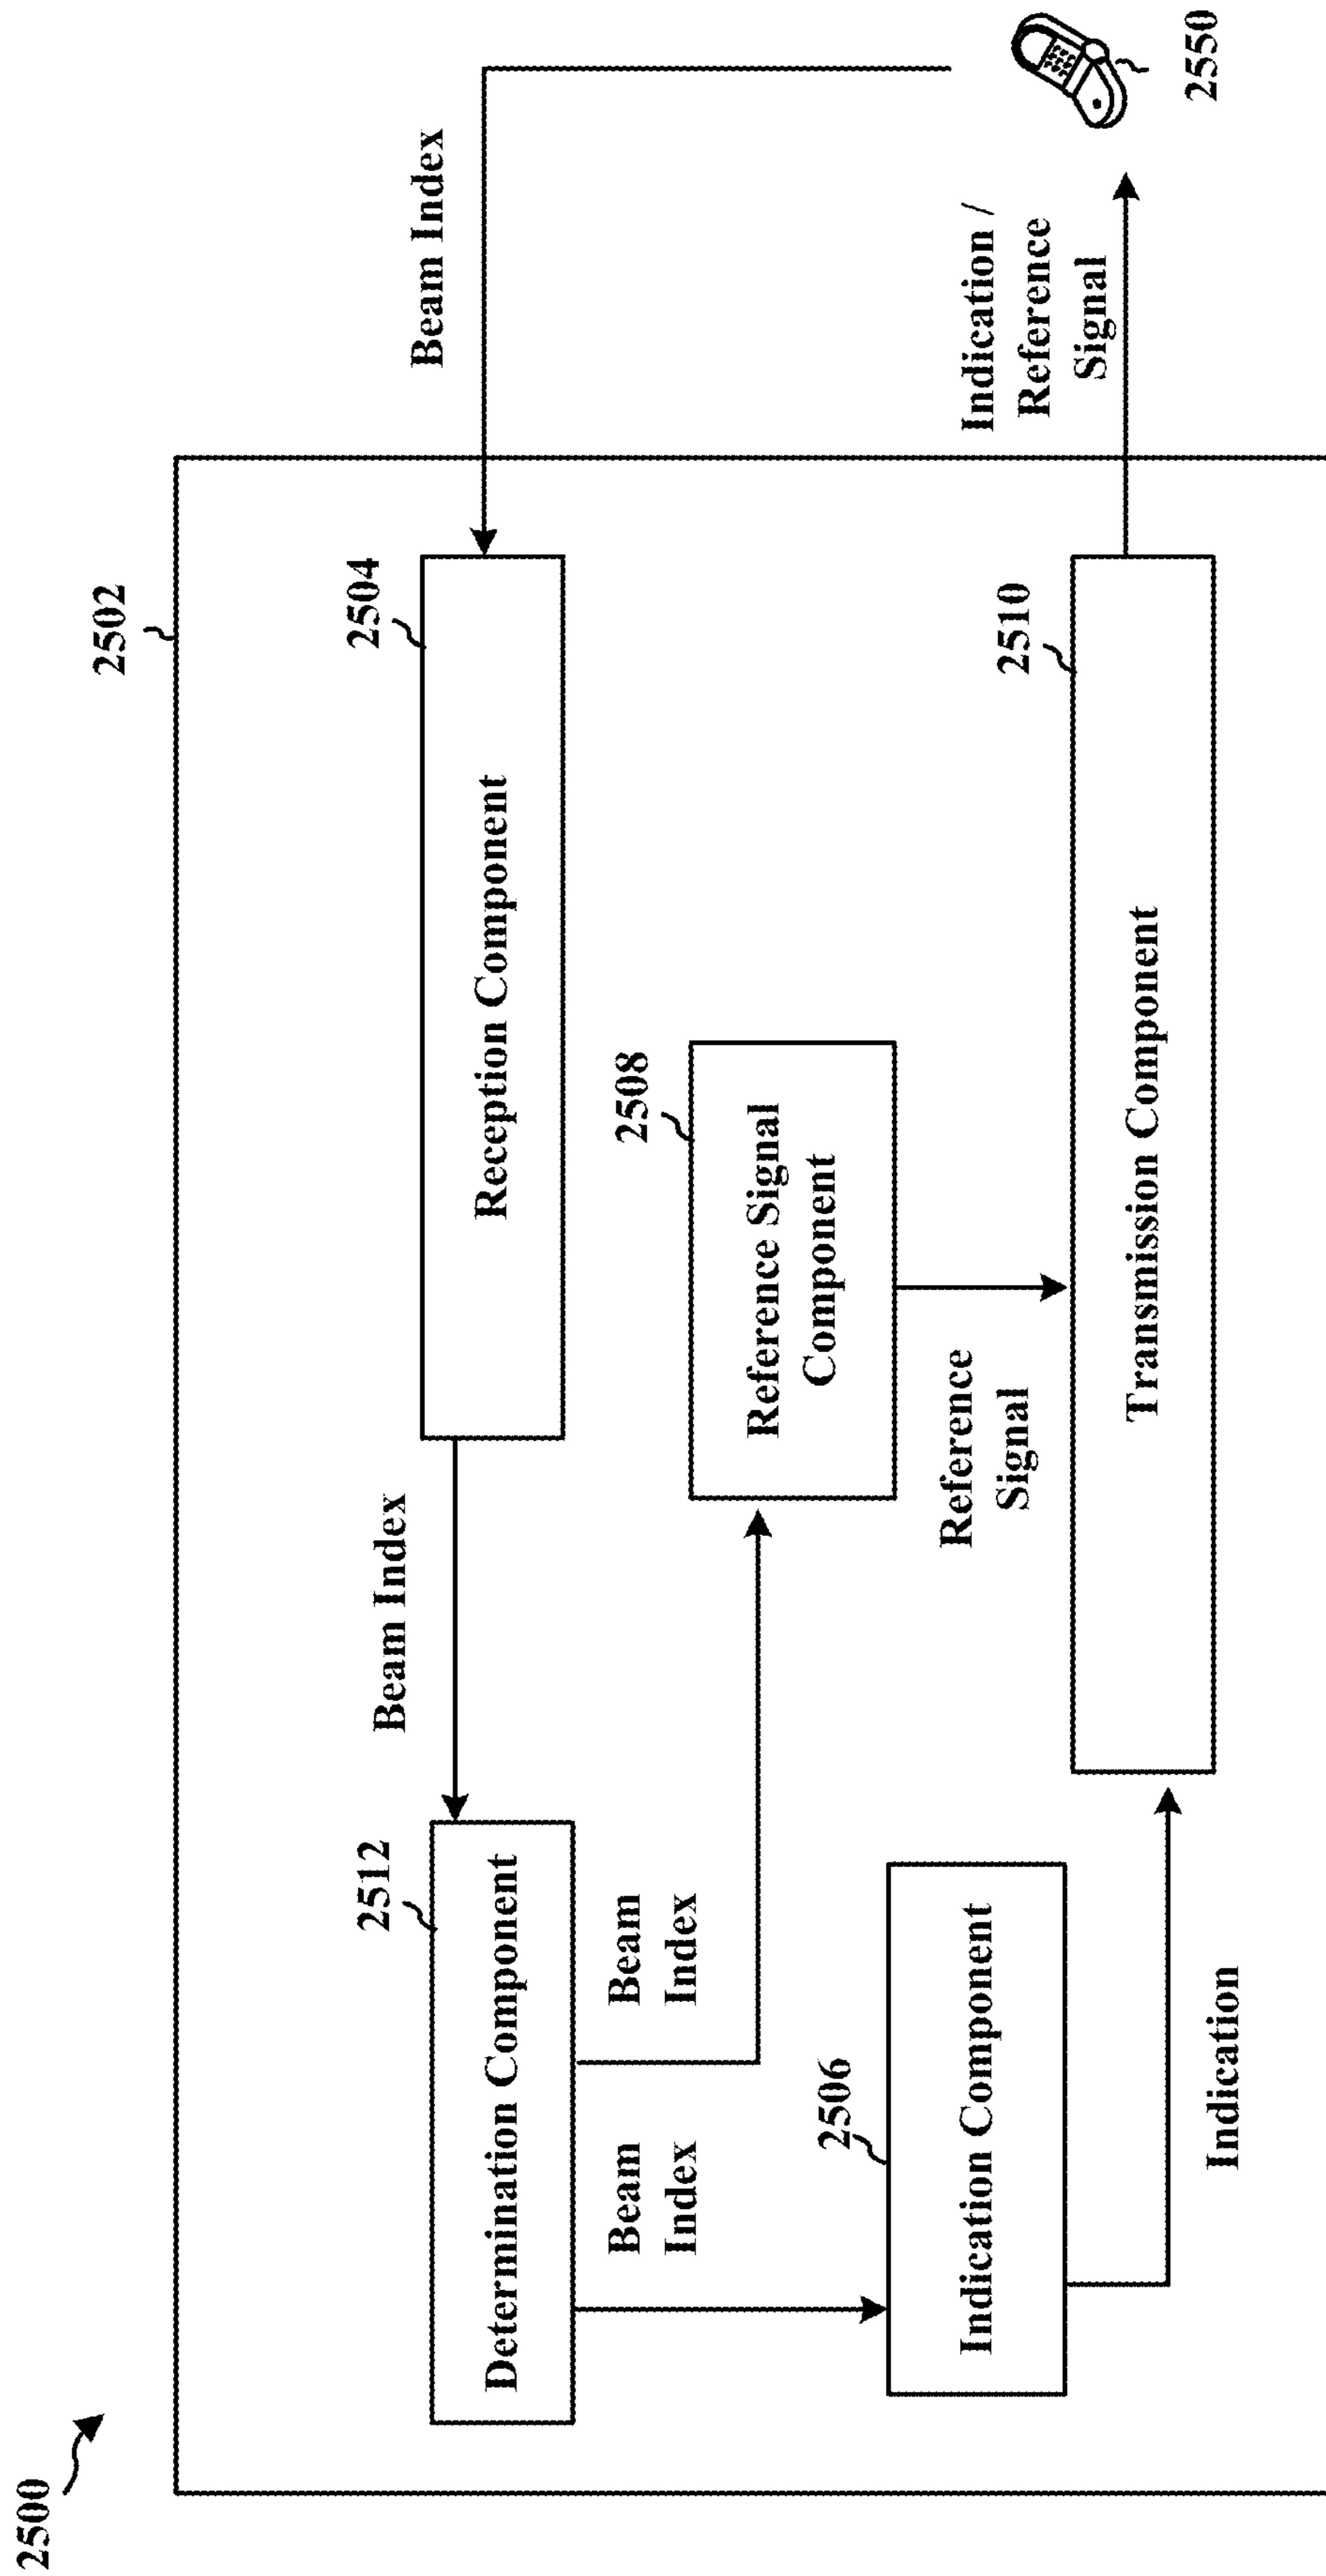 2500
2502
Beam Index
2504
Reception Component
Beam Index
2512
Determination Component
Beam
Index
Beam
Index
2508
Reference Signal
Component
2506
Indication Component
Reference
Signal
2510
Transmission Component
Indication
Indication /
Reference
Signal
2550